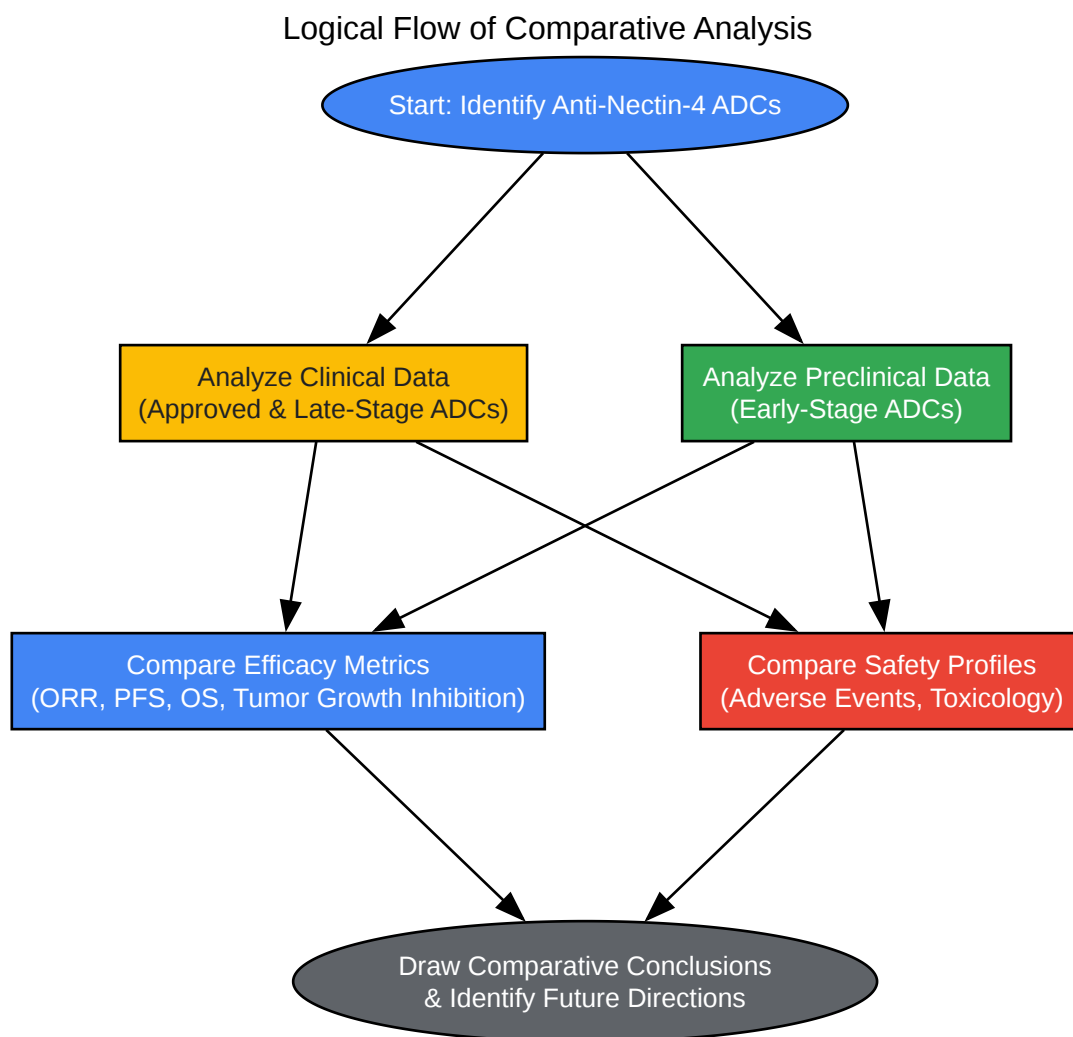 Logical Flow of Comparative Analysis
Start: Identify Anti-Nectin-4 ADCs
Analyze Clinical Data
(Approved & Late-Stage ADCs)
Analyze Preclinical Data
(Early-Stage ADCs)
Compare Efficacy Metrics
(ORR, PFS, OS, Tumor Growth Inhibition)
Compare Safety Profiles
(Adverse Events, Toxicology)
Draw Comparative Conclusions
& Identify Future Directions